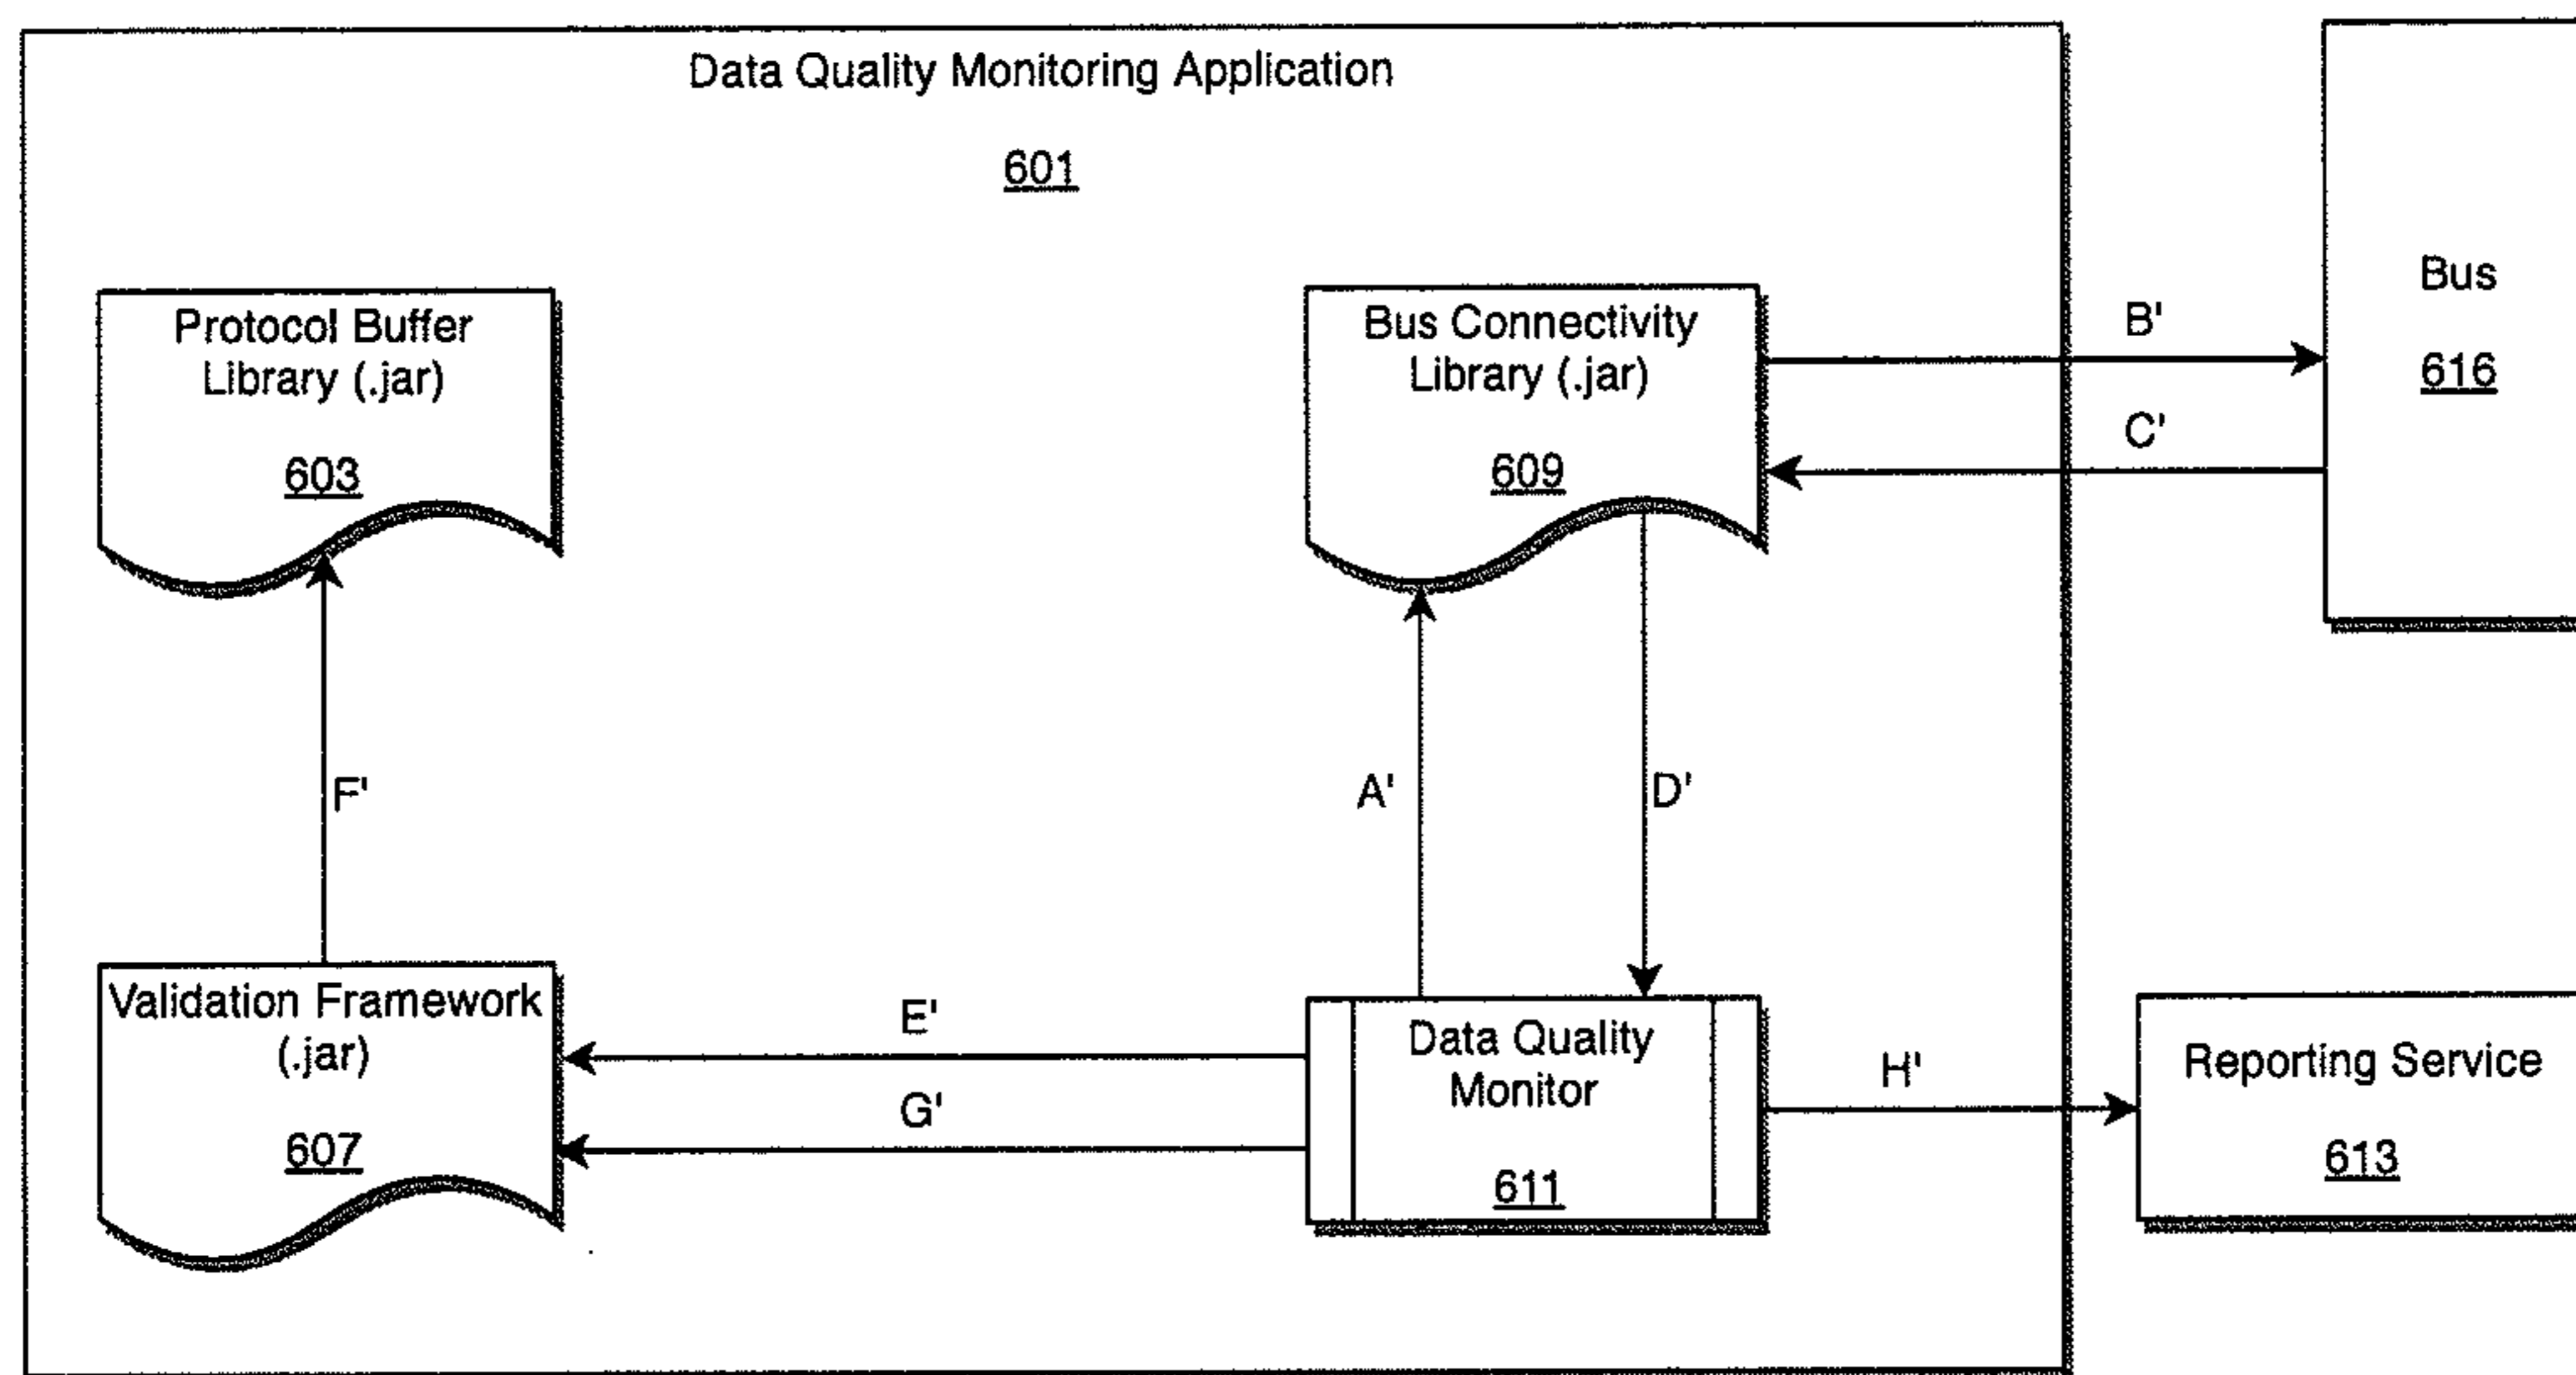 Data Quality Monitoring Application
601
Protocol Buffer
Library (.jar)
603
Bus Connectivity
Library (.jar)
609
Bus
616
B'
C'
F'
A'
D'
Validation Framework
(.jar)
607
E'
G'
Data Quality
Monitor
611
H'
Reporting Service
613